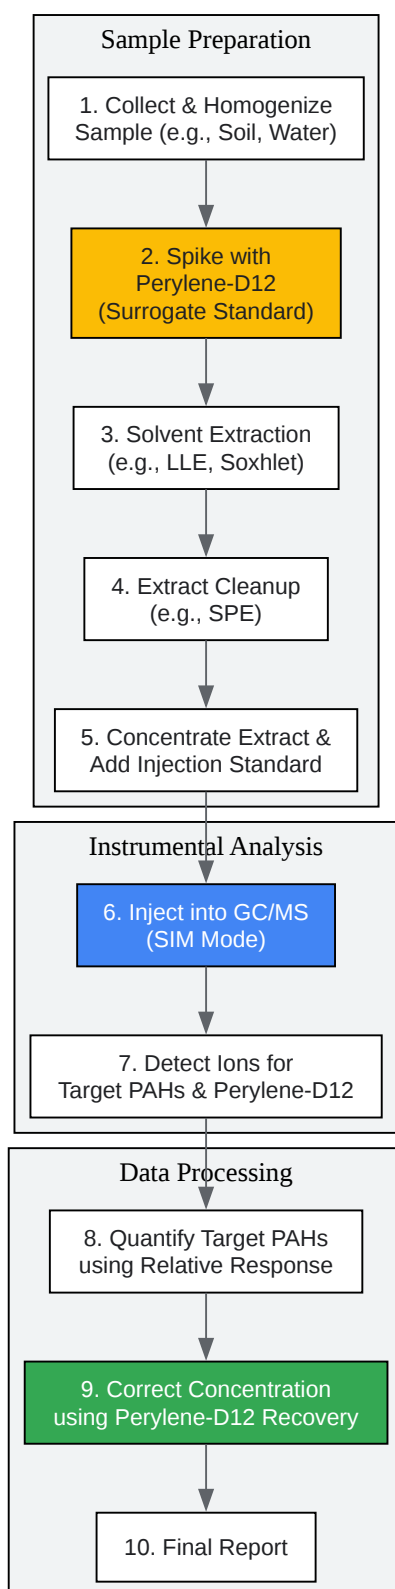 Sample Preparation
1. Collect & Homogenize
Sample (e.g., Soil, Water)
2. Spike with
Perylene-D12
(Surrogate Standard)
3. Solvent Extraction
(e.g., LLE, Soxhlet)
4. Extract Cleanup
(e.g., SPE)
5. Concentrate Extract &
Add Injection Standard
Instrumental Analysis
6. Inject into GC/MS
(SIM Mode)
7. Detect Ions for
Target PAHs & Perylene-D12
Data Processing
8. Quantify Target PAHs
using Relative Response
9. Correct Concentration
using Perylene-D12 Recovery
10. Final Report